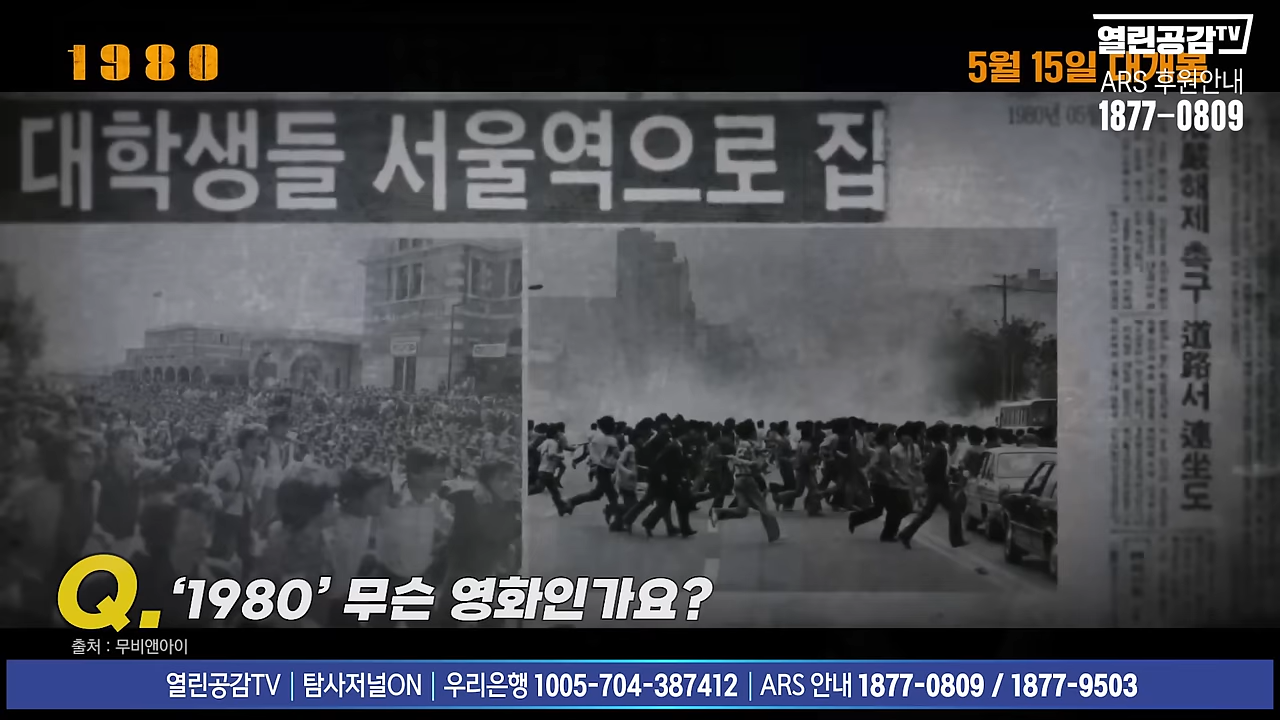 1980
5월 15일 대개봉
열린공감TV
ARS 후원안내
1877-0809
대학생들 서울역으로 집
1980년 05
嚴해제 촉구 道路서 連坐도
Q. ‘1980’ 무슨 영화인가요?
출처 : 무비앤아이
열린공감TV | 탐사저널ON | 우리은행 1005-704-387412 | ARS 안내 1877-0809 / 1877-9503